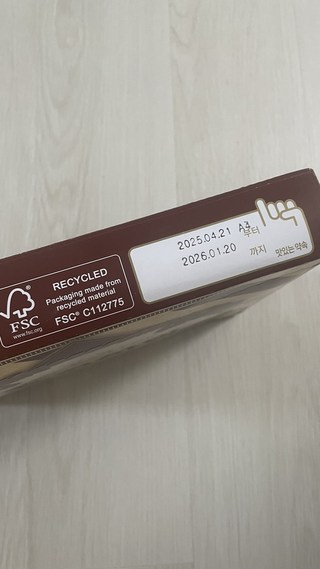 FSC
www.fsc.org
RECYCLED
Packaging made from
recycled material
FSC® C112775
2025.04.21 A3 부터
2026.01.20 까지 맛있는약속